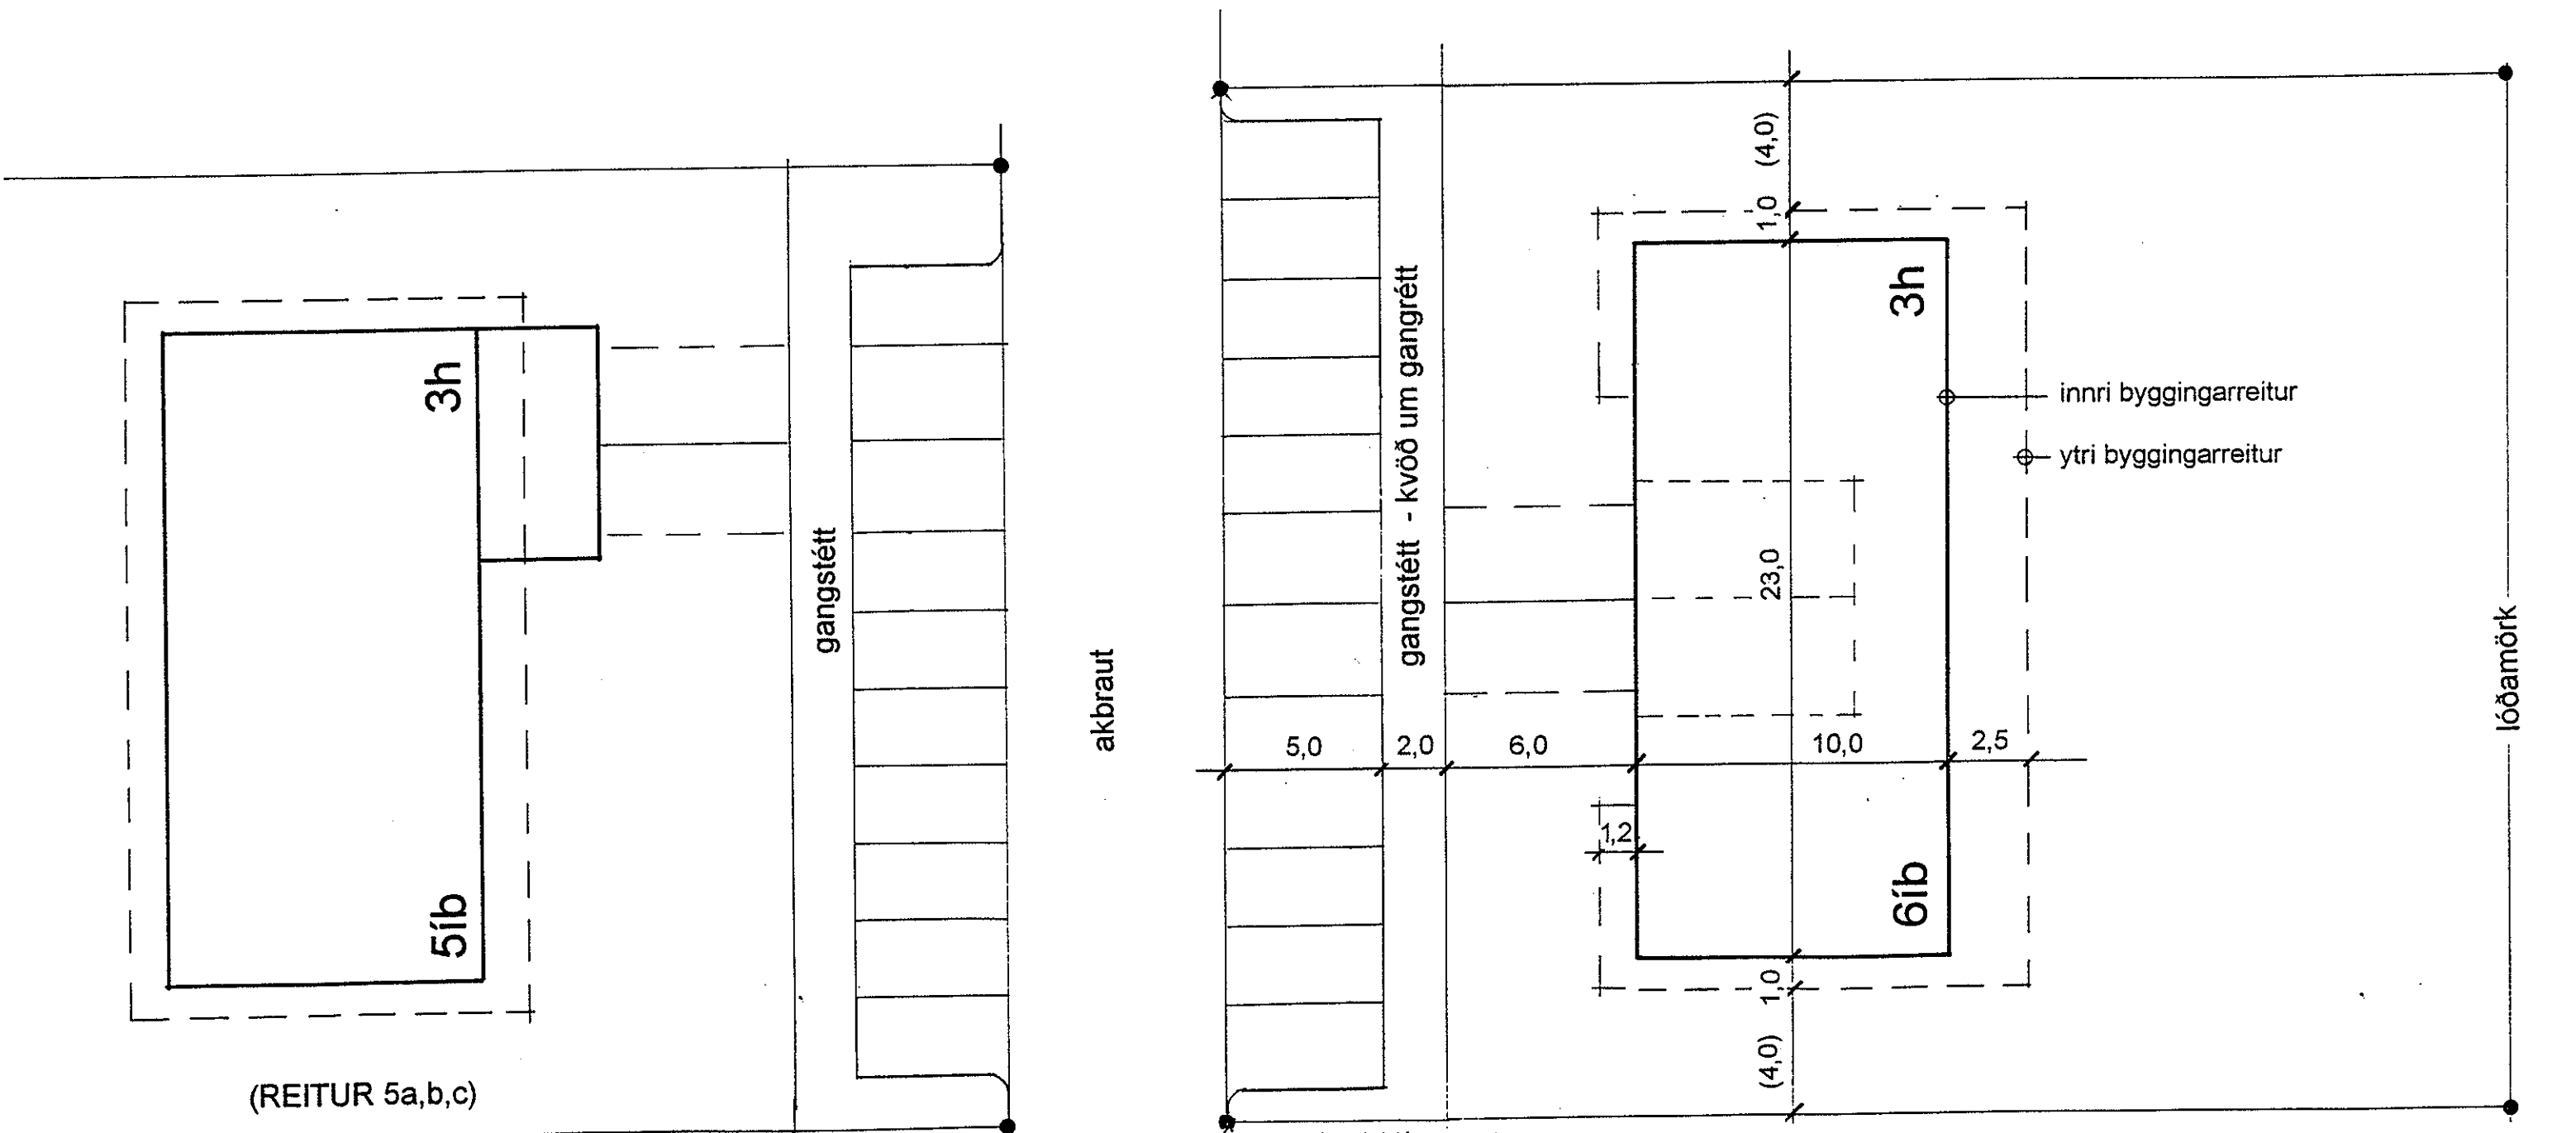 3h
5íb
(REITUR 5a,b,c)
gangstétt
akbraut
gangstétt - kvöð um gangrétt
(4,0)
1,0
3h
innri byggingarreitur
ytri byggingarreitur
23,0
5,0
2,0
6,0
10,0
2,5
1,2
6íb
1,0
(4,0)
lóðamörk